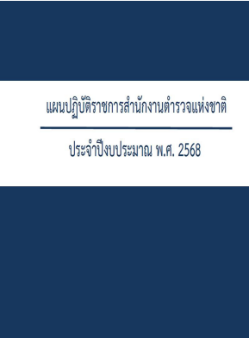 แผนปฏิบัติราชการสำนักงานตำรวจแห่งชาติ
ประจำปีงบประมาณ พ.ศ. 2568